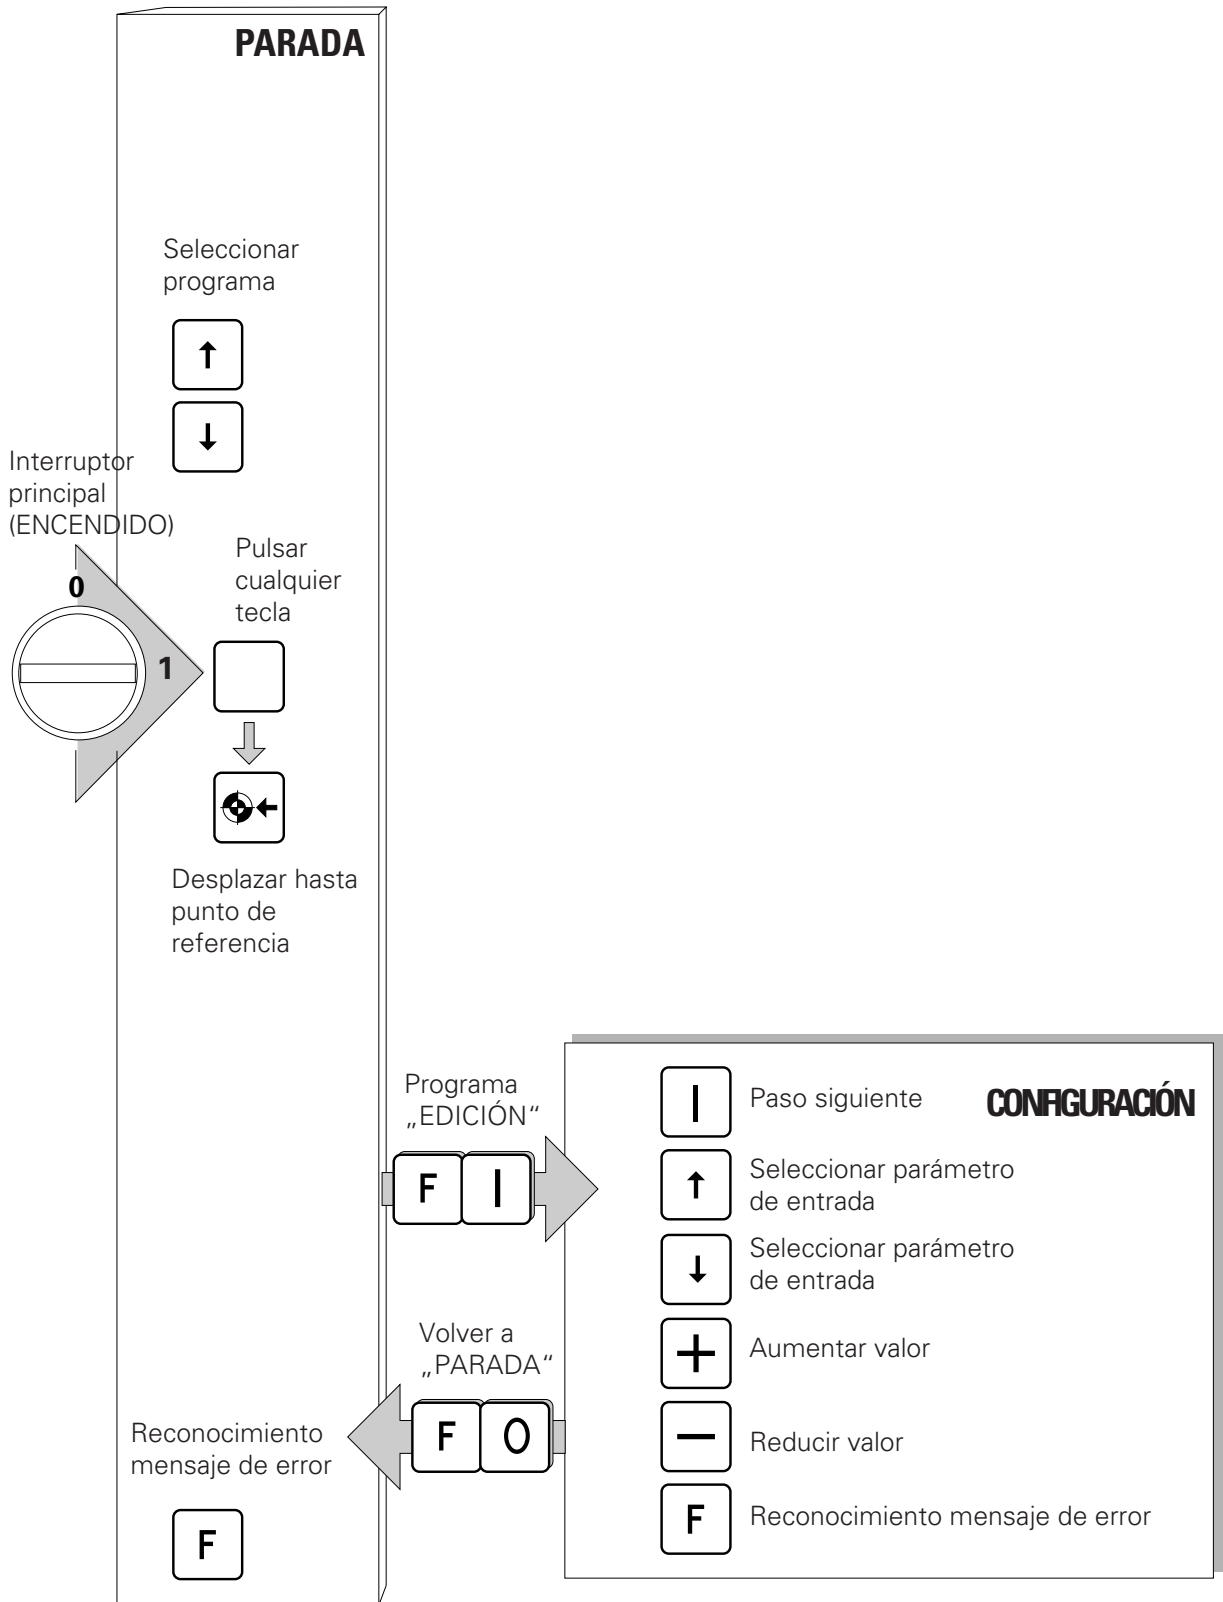 PARADA
Seleccionar
programa
Interruptor
principal
(ENCENDIDO)
0
1
Pulsar
cualquier
tecla
Desplazar hasta
punto de
referencia
Programa
„EDICIÓN“
F I
Volver a
„PARADA“
F O
Reconocimiento
mensaje de error
F
CONFIGURACIÓN
I Paso siguiente
↑ Seleccionar parámetro
de entrada
↓ Seleccionar parámetro
de entrada
+ Aumentar valor
– Reducir valor
F Reconocimiento mensaje de error